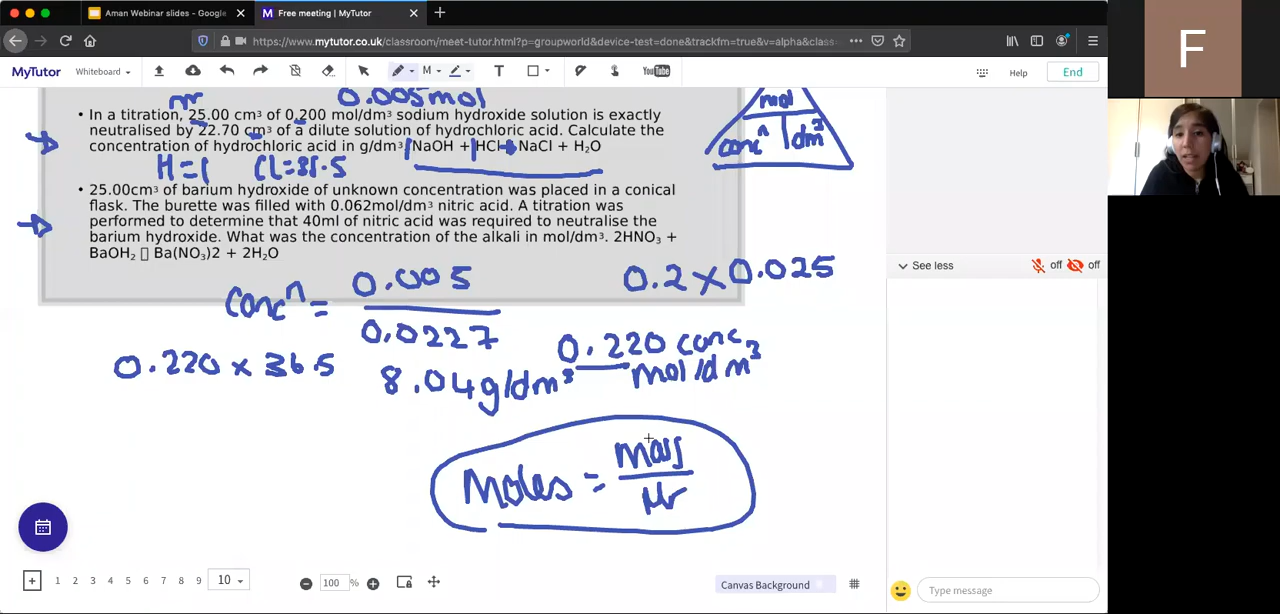 Aman Webinar slides - Google
Free meeting | MyTutor
https://www.mytutor.co.uk/classroom/meet-tutor.html?p=groupworld&device-test=done&trackfm=true&v=alpha&class
MyTutor
Whiteboard
M
T
YouTube
Help
End
F
mr
0.005mol
mol
concⁿ | dm³
• In a titration, 25.00 cm³ of 0.200 mol/dm³ sodium hydroxide solution is exactly
neutralised by 22.70 cm³ of a dilute solution of hydrochloric acid. Calculate the
concentration of hydrochloric acid in g/dm³ NaOH + HCl → NaCl + H₂O
H=1 Cl=35.5
• 25.00cm³ of barium hydroxide of unknown concentration was placed in a conical
flask. The burette was filled with 0.062mol/dm³ nitric acid. A titration was
performed to determine that 40ml of nitric acid was required to neutralise the
barium hydroxide. What was the concentration of the alkali in mol/dm³. 2HNO₃ +
BaOH₂ ▯ Ba(NO₃)2 + 2H₂O
See less
off
off
concⁿ = 0.005
0.0227
0.2 x 0.025
0.220 conc
mol/dm³
0.220 x 36.5
8.04g/dm³
Moles = mass
Mr
1 2 3 4 5 6 7 8 9 10
100 %
Canvas Background
Type message